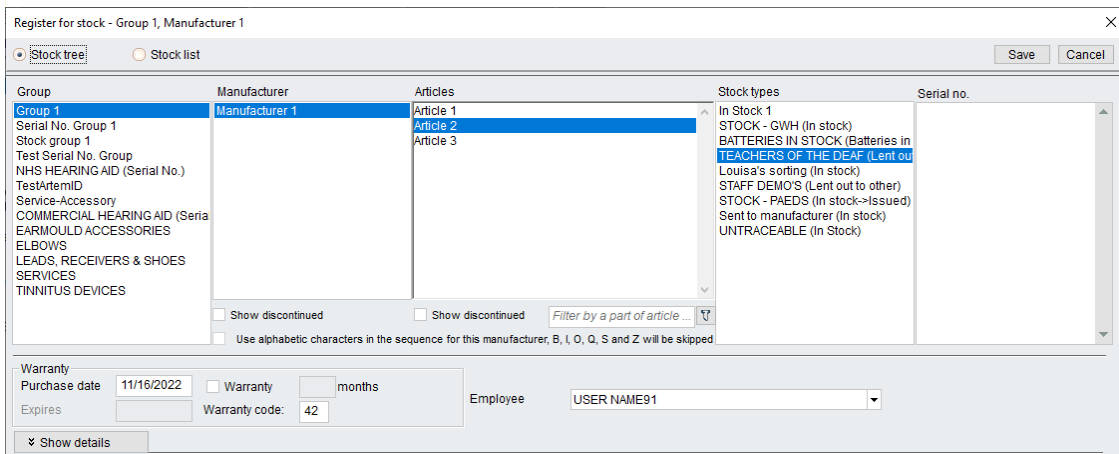 Register for stock - Group 1, Manufacturer 1
Stock tree
Stock list
Save
Cancel
Group
Group 1
Serial No. Group 1
Stock group 1
Test Serial No. Group
NHS HEARING AID (Serial No.)
TestArtemID
Service-Accessory
COMMERCIAL HEARING AID (Seria
EARMOULD ACCESSORIES
ELBOWS
LEADS, RECEIVERS & SHOES
SERVICES
TINNITUS DEVICES
Manufacturer
Manufacturer 1
Show discontinued
Articles
Article 1
Article 2
Article 3
Show discontinued
Filter by a part of article ...
Use alphabetic characters in the sequence for this manufacturer, B, I, O, Q, S and Z will be skipped
Stock types
In Stock 1
STOCK - GWH (In stock)
BATTERIES IN STOCK (Batteries in
TEACHERS OF THE DEAF (Lent out
Louisa's sorting (In stock)
STAFF DEMO'S (Lent out to other)
STOCK - PAEDS (In stock->Issued)
Sent to manufacturer (In stock)
UNTRACEABLE (In Stock)
Serial no.
Warranty
Purchase date 11/16/2022 Warranty months
Expires Warranty code: 42
Employee USER NAME91
Show details